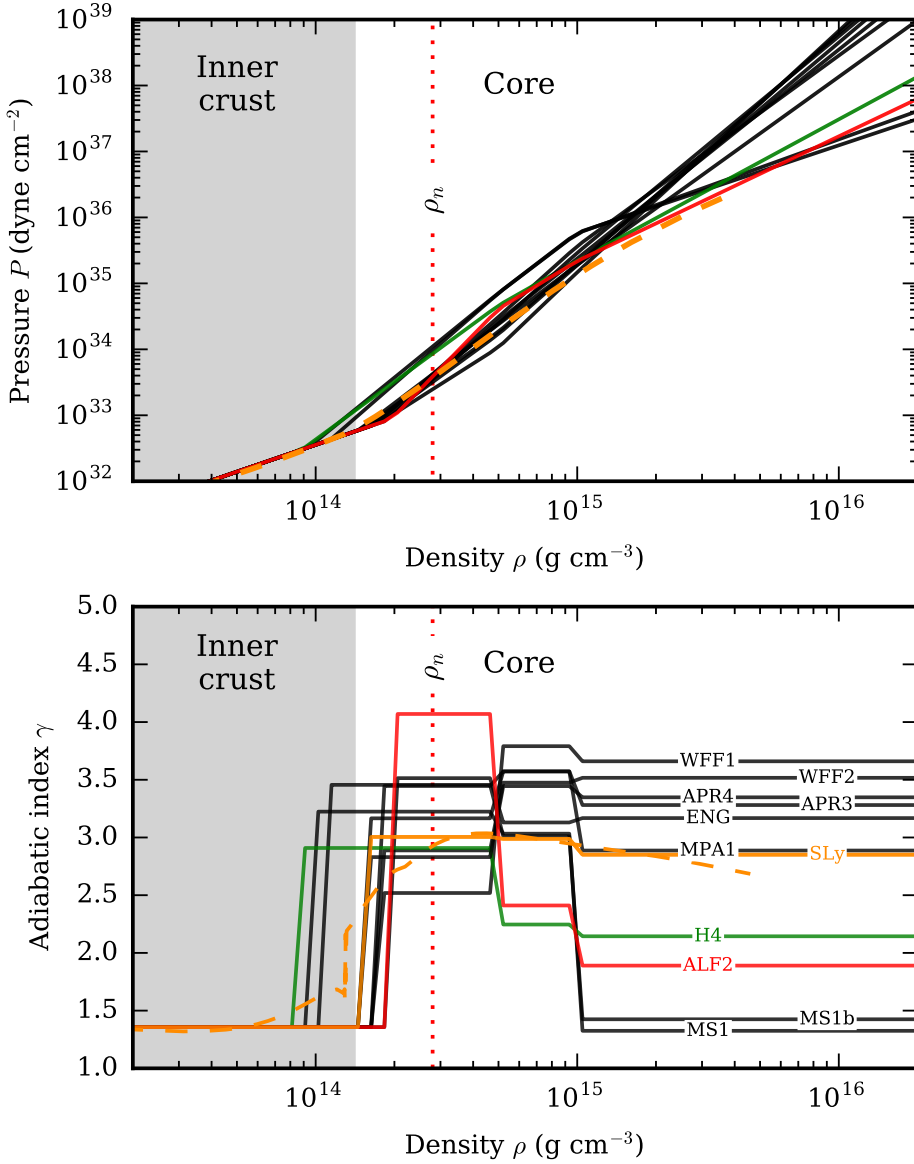 10^39
10^38
10^37
10^36
10^35
10^34
10^33
10^32
Pressure P (dyne cm^−2)
Inner
crust
Core
ρ_n
10^14
10^15
10^16
Density ρ (g cm^−3)
5.0
4.5
4.0
3.5
3.0
2.5
2.0
1.5
1.0
Adiabatic index γ
Inner
crust
Core
ρ_n
WFF1
WFF2
APR4
APR3
ENG
MPA1
SLy
H4
ALF2
MS1b
MS1
10^14
10^15
10^16
Density ρ (g cm^−3)